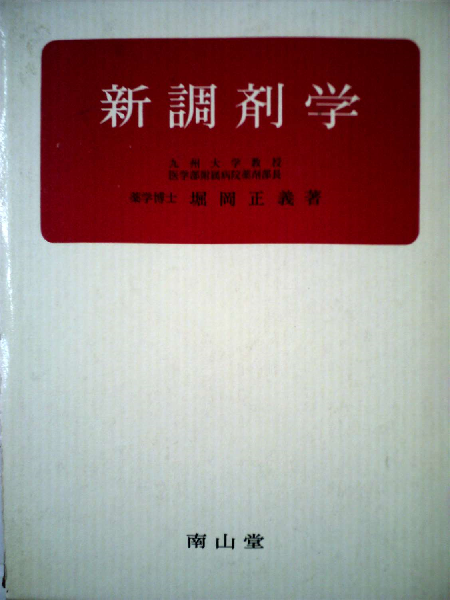 新調剤学
九州大学教授
医学部附属病院薬剤部長
薬学博士 堀岡正義著
南山堂